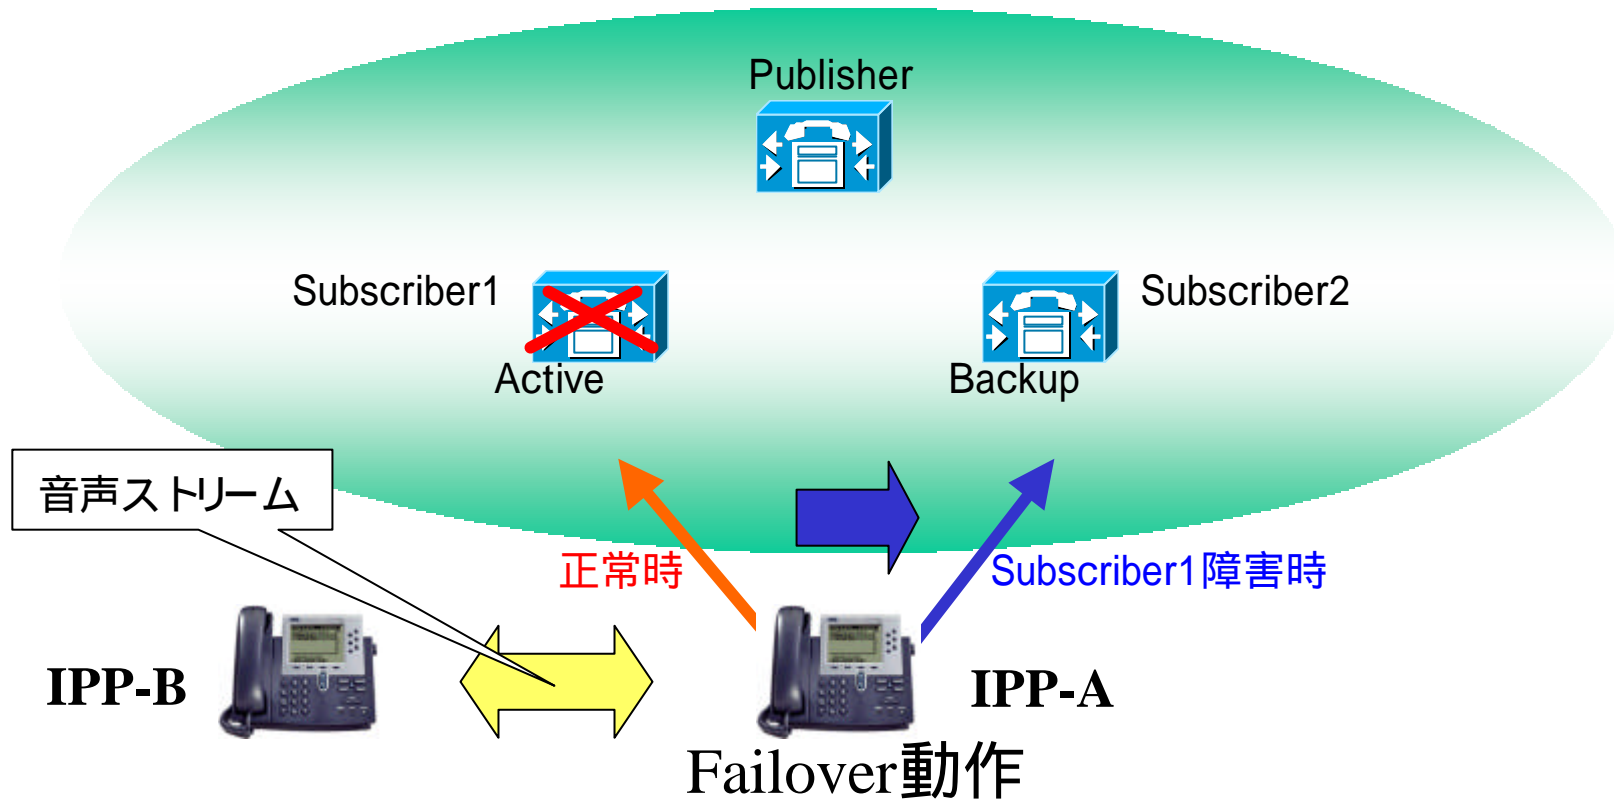 Publisher
Subscriber1
Subscriber2
Active
Backup
音声ストリーム
正常時
Subscriber1障害時
IPP-B
IPP-A
Failover動作